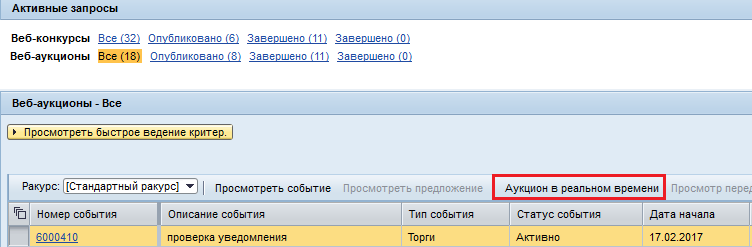 Активные запросы
Веб-конкурсы Все (32) Опубликовано (6) Завершено (11) Завершено (0)
Веб-аукционы Все (18) Опубликовано (8) Завершено (11) Завершено (0)
Веб-аукционы - Все
Просмотреть быстрое ведение критер.
Ракурс: [Стандартный ракурс] Просмотреть событие Просмотреть предложение Аукцион в реальном времени Просмотр перед
Номер события Описание события Тип события Статус события Дата начала
6000410 проверка уведомления Торги Активно 17.02.2017